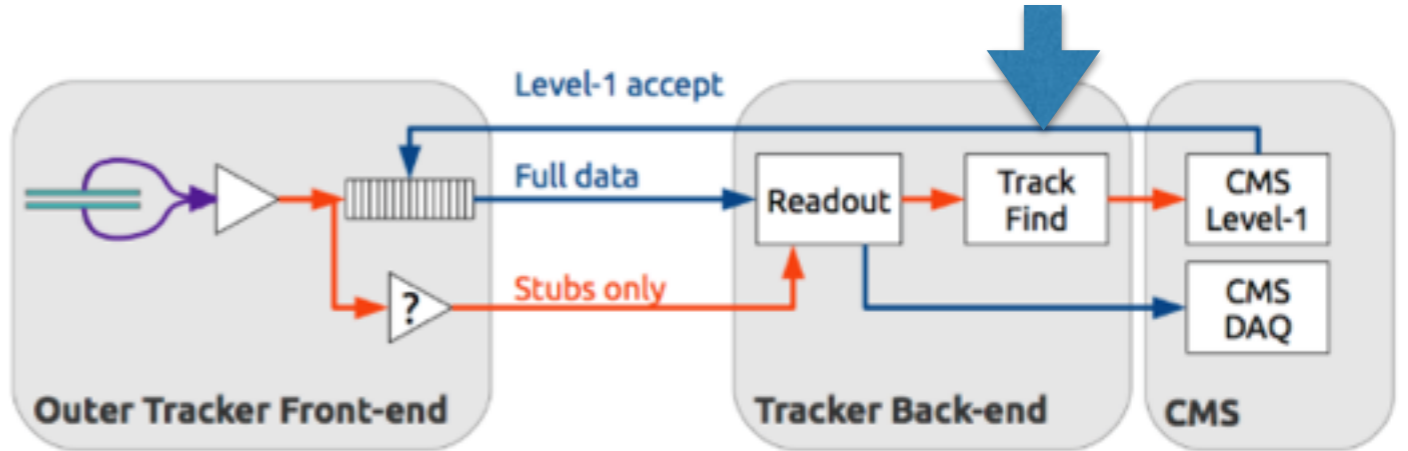 Level-1 accept
Full data
Readout
Track
Find
CMS
Level-1
Stubs only
?
CMS
DAQ
Outer Tracker Front-end
Tracker Back-end
CMS